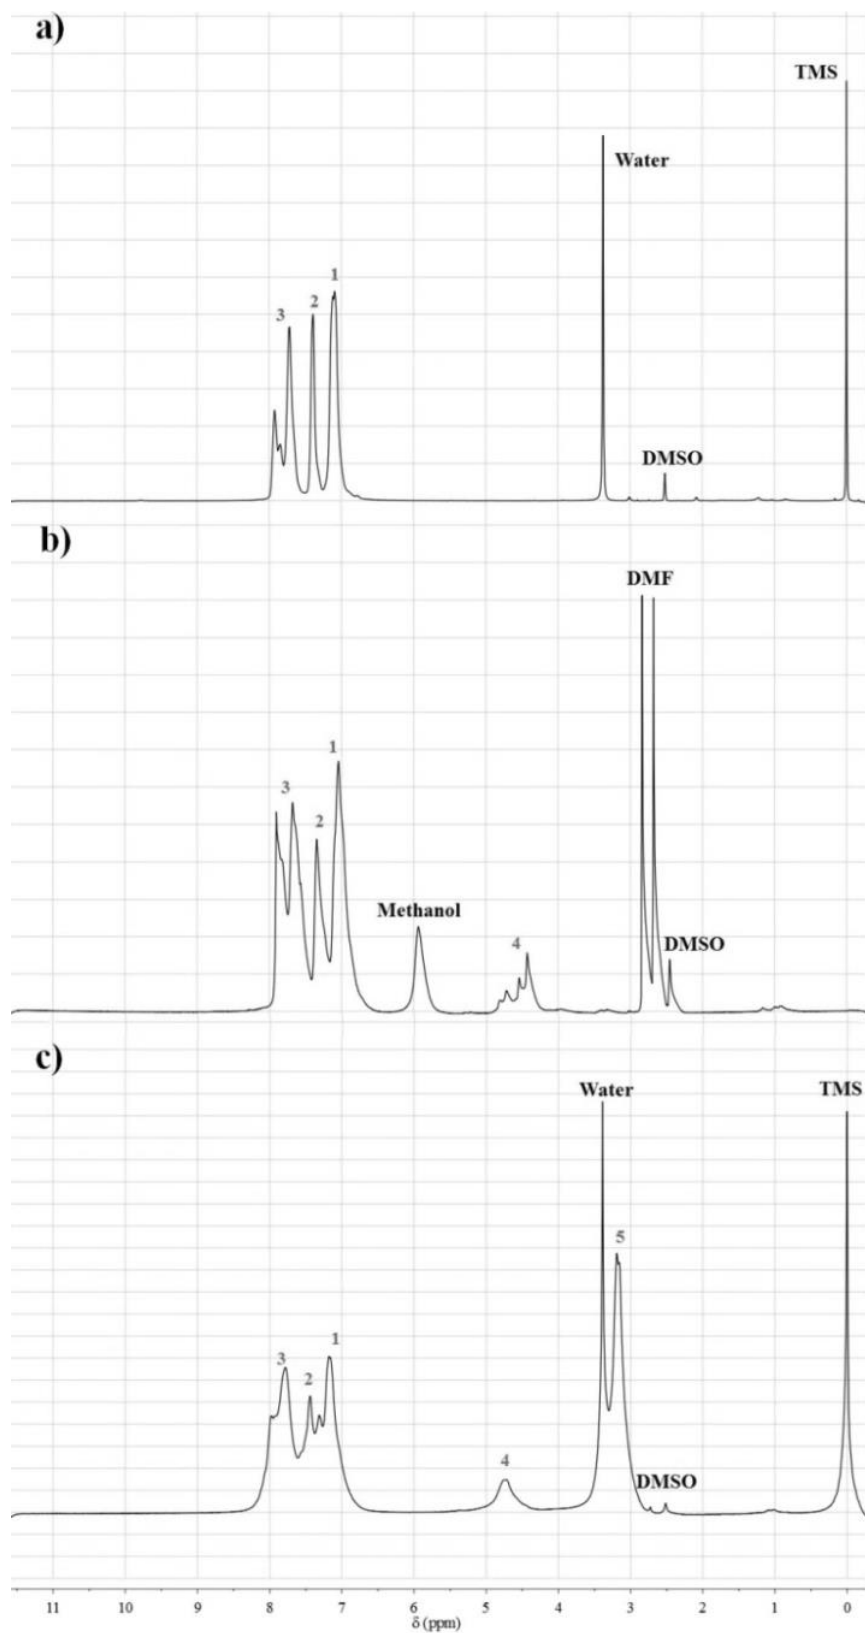 a)
TMS
Water
1
2
3
DMSO
b)
DMF
1
3
2
Methanol
4
DMSO
c)
Water
TMS
5
1
3
2
4
DMSO
11 10 9 8 7 6 5 4 3 2 1 0
δ (ppm)